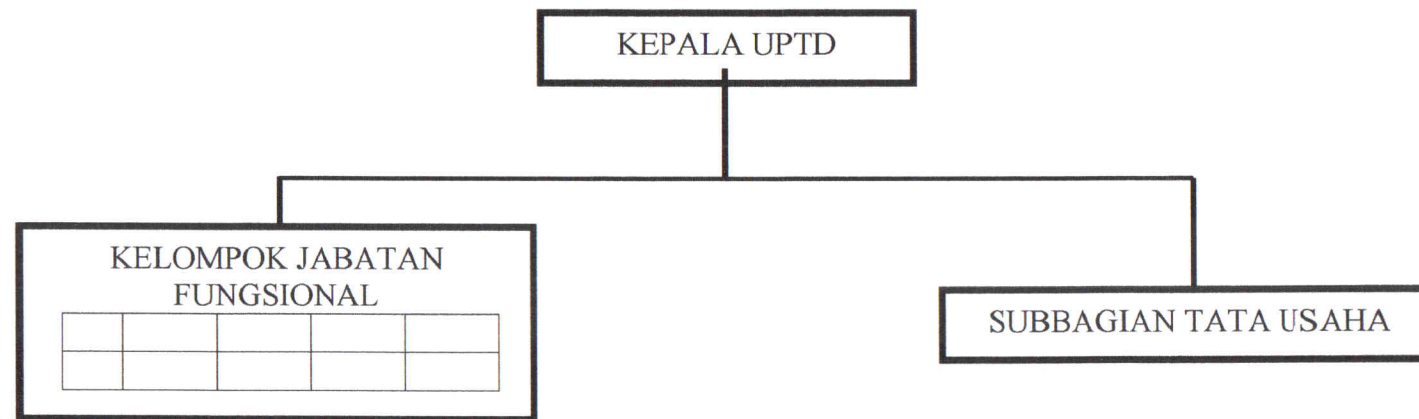 KEPALA UPTD
KELOMPOK JABATAN
FUNGSIONAL
SUBBAGIAN TATA USAHA